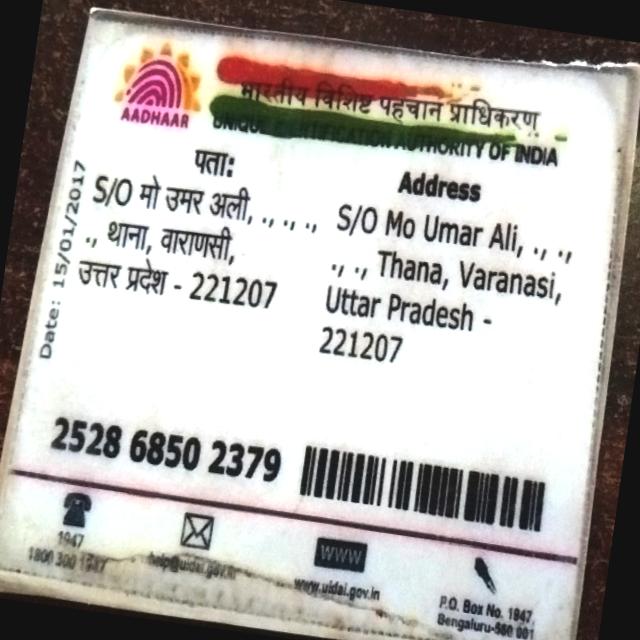 AADHAAR
भारतीय विशिष्ट पहचान प्राधिकरण
UNIQUE IDENTIFICATION AUTHORITY OF INDIA
पता:
S/O मो उमर अली, ., ., .,
., थाना, वाराणसी,
उत्तर प्रदेश - 221207
Address
S/O Mo Umar Ali, ., .,
., ., Thana, Varanasi,
Uttar Pradesh -
221207
Date: 15/01/2017
2528 6850 2379
1947
1800 300 1947
help@uidai.gov.in
www
www.uidai.gov.in
P.O. Box No. 1947,
Bengaluru-560 001